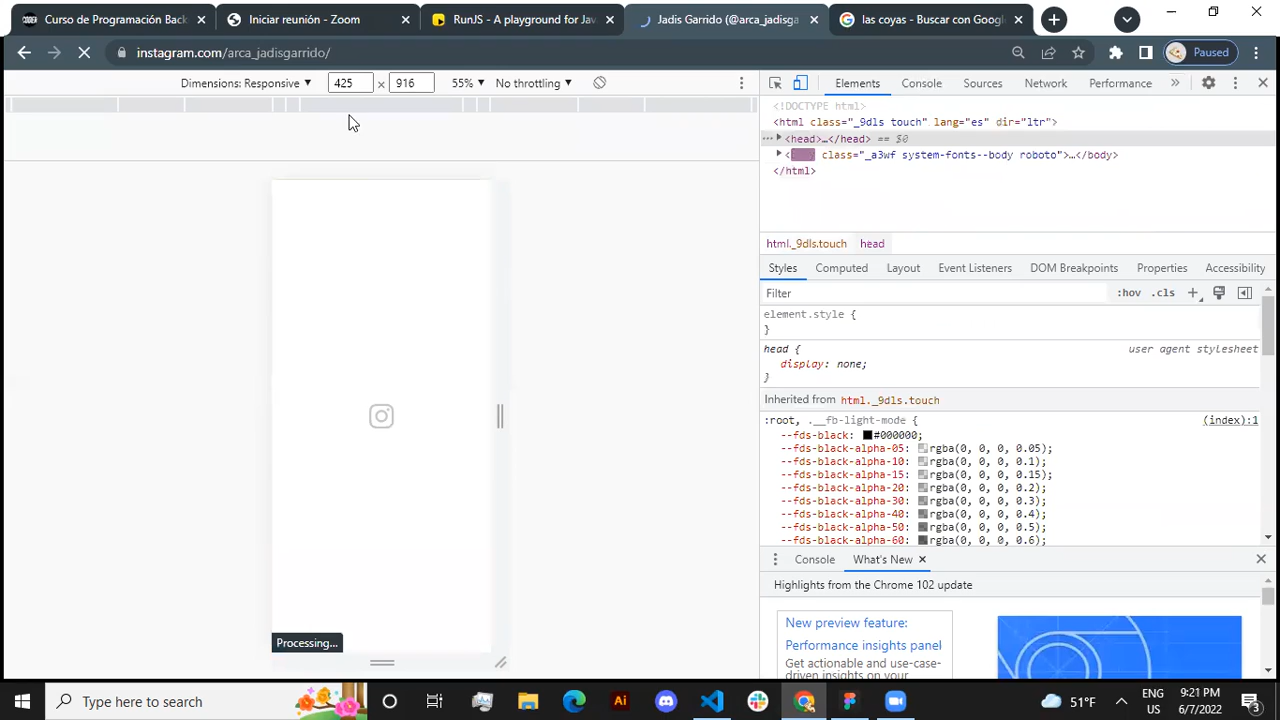 Curso de Programación Back
Iniciar reunión - Zoom
RunJS - A playground for Jav
Jadis Garrido (@arca_jadisgarrido
las coyas - Buscar con Google
instagram.com/arca_jadisgarrido/
Paused
Dimensions: Responsive
425 × 916
55%
No throttling
Elements
Console
Sources
Network
Performance
<!DOCTYPE html>
<html class="_9dls touch" lang="es" dir="ltr">
<head>…</head> == $0
class="_a3wf system-fonts--body roboto">…</body>
</html>
html._9dls.touch
head
Styles
Computed
Layout
Event Listeners
DOM Breakpoints
Properties
Accessibility
Filter
:hov
.cls
element.style {
}
head {
user agent stylesheet
display: none;
}
Inherited from html._9dls.touch
:root, .__fb-light-mode {
(index):1
--fds-black: #000000;
--fds-black-alpha-05: rgba(0, 0, 0, 0.05);
--fds-black-alpha-10: rgba(0, 0, 0, 0.1);
--fds-black-alpha-15: rgba(0, 0, 0, 0.15);
--fds-black-alpha-20: rgba(0, 0, 0, 0.2);
--fds-black-alpha-30: rgba(0, 0, 0, 0.3);
--fds-black-alpha-40: rgba(0, 0, 0, 0.4);
--fds-black-alpha-50: rgba(0, 0, 0, 0.5);
--fds-black-alpha-60: rgba(0, 0, 0, 0.6);
Processing...
Console
What's New
Highlights from the Chrome 102 update
New preview feature:
Performance insights panel
Get actionable and use-case-
driven insights on your
Type here to search
Ai
51°F
ENG
US
9:21 PM
6/7/2022
3